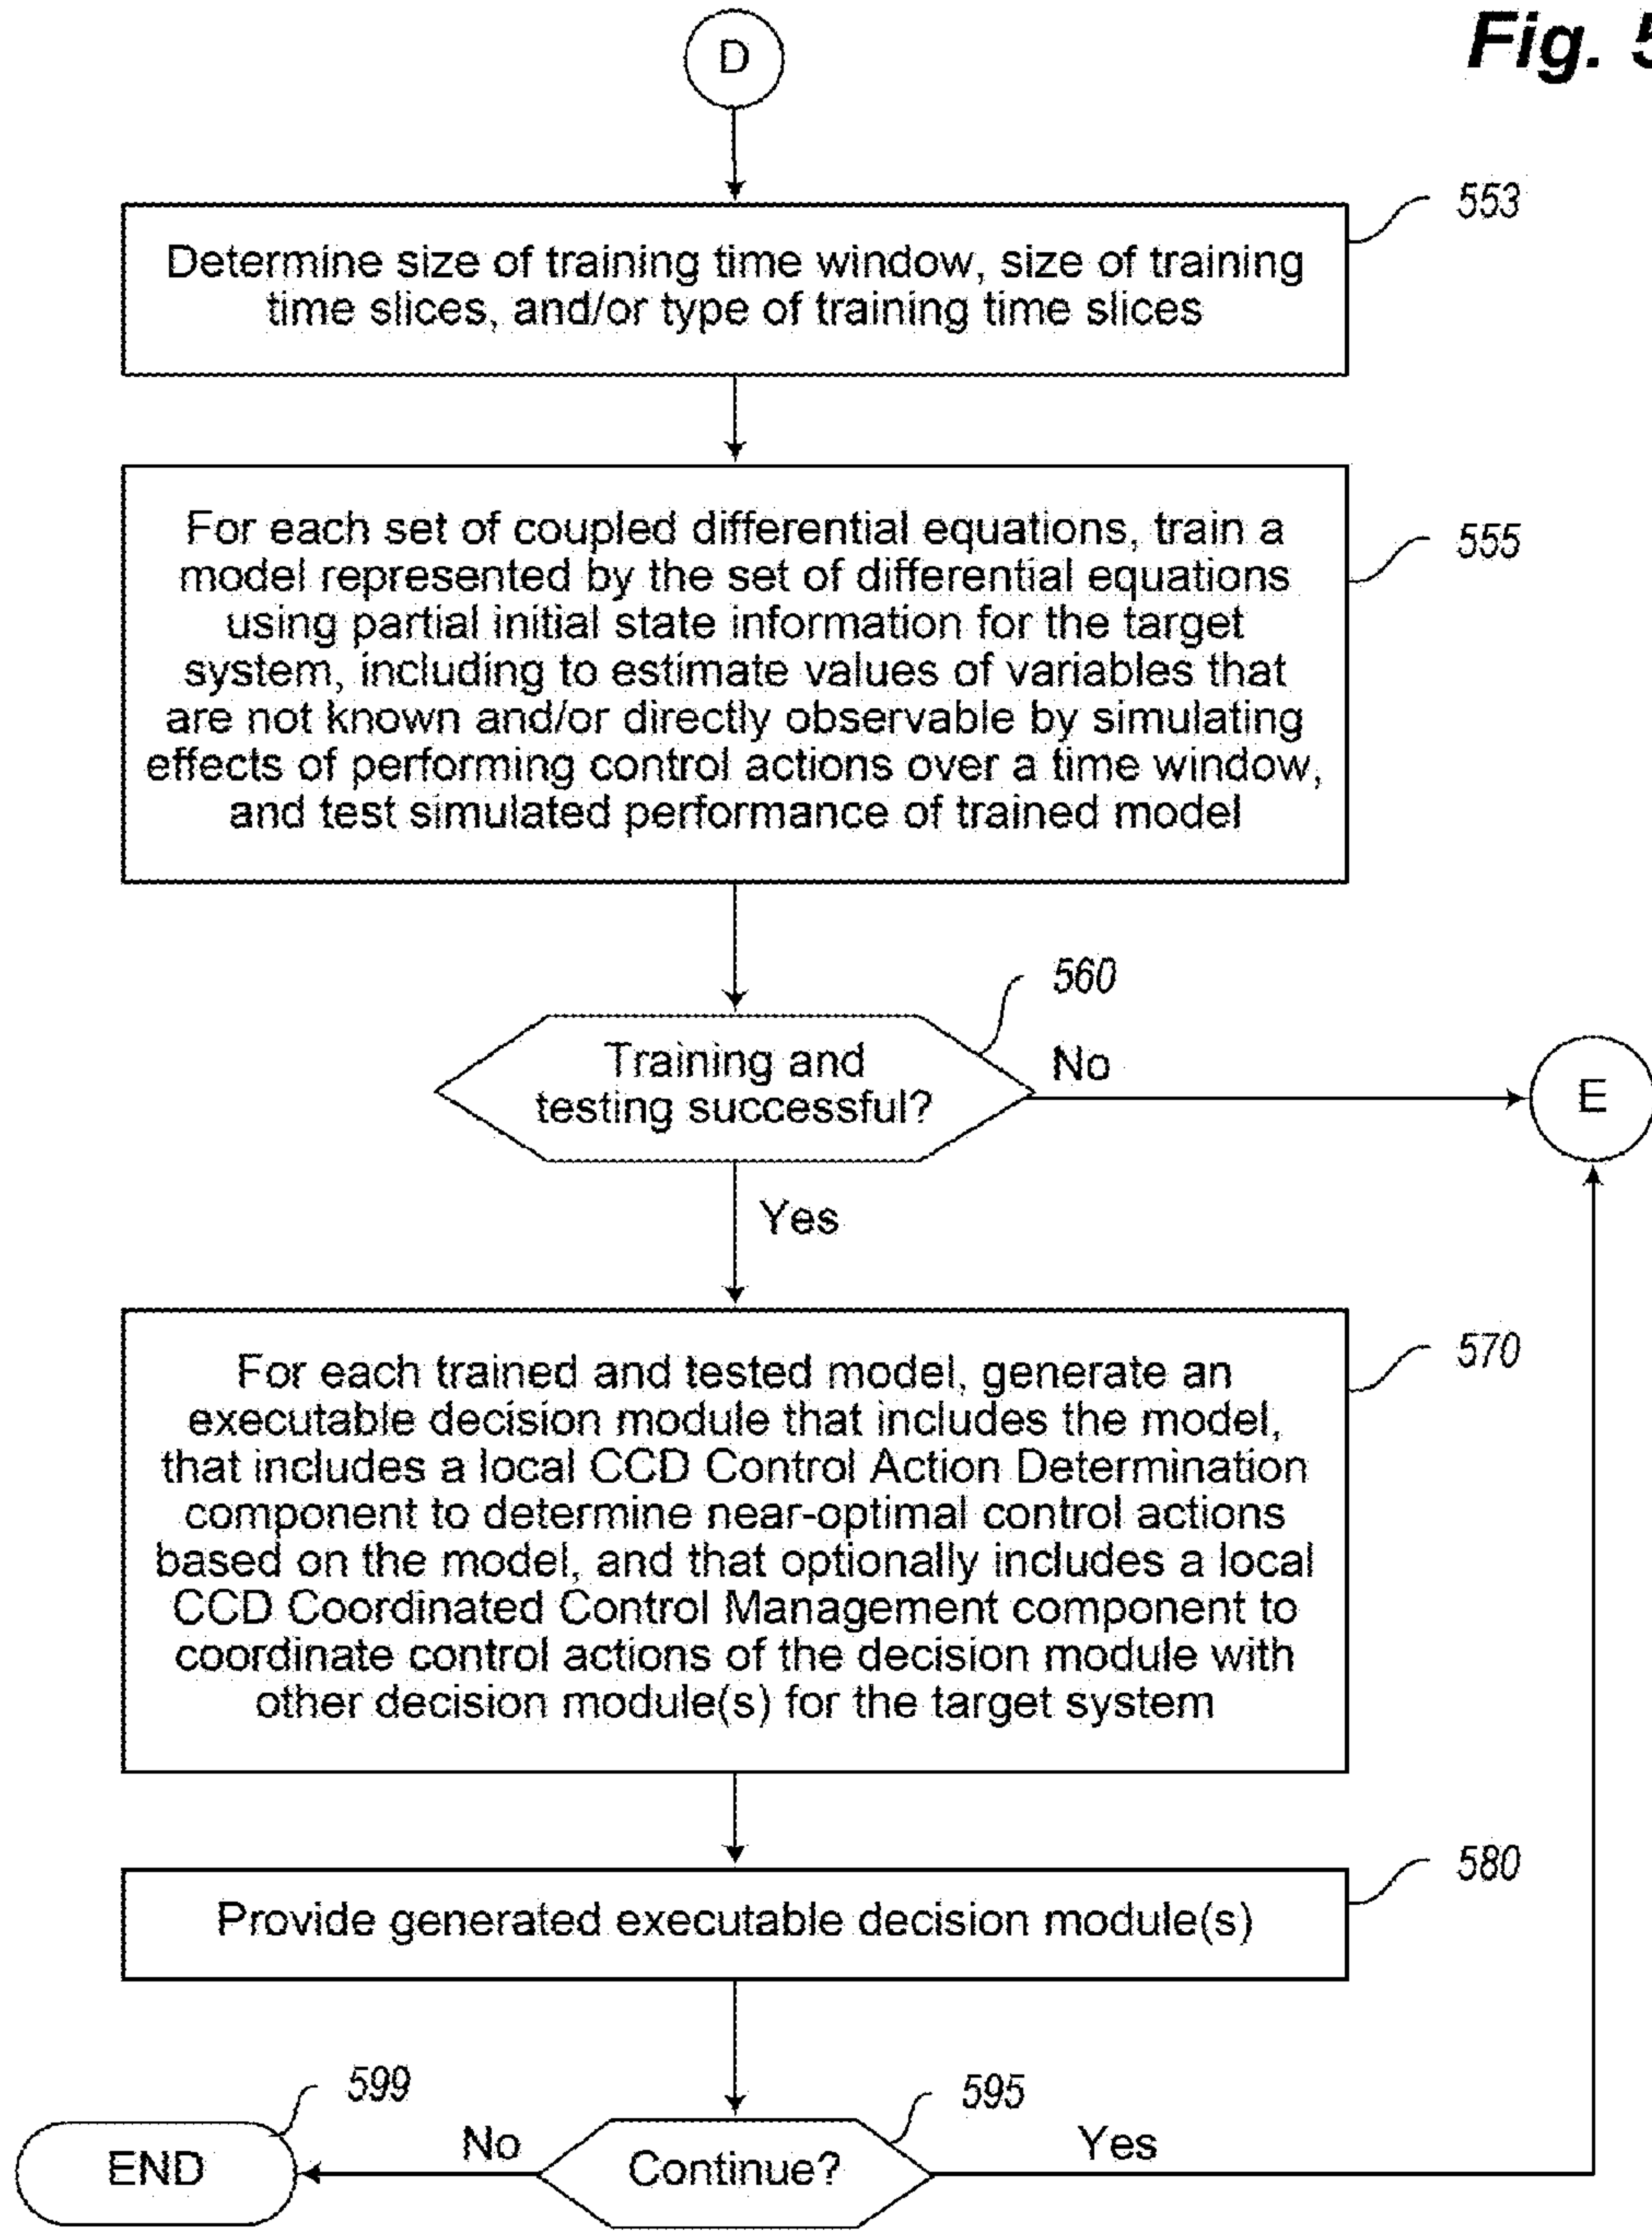 Fig. 5
D
553
Determine size of training time window, size of training
time slices, and/or type of training time slices
555
For each set of coupled differential equations, train a
model represented by the set of differential equations
using partial initial state information for the target
system, including to estimate values of variables that
are not known and/or directly observable by simulating
effects of performing control actions over a time window,
and test simulated performance of trained model
560
Training and
testing successful?
No
E
Yes
570
For each trained and tested model, generate an
executable decision module that includes the model,
that includes a local CCD Control Action Determination
component to determine near-optimal control actions
based on the model, and that optionally includes a local
CCD Coordinated Control Management component to
coordinate control actions of the decision module with
other decision module(s) for the target system
580
Provide generated executable decision module(s)
599
END
No
595
Continue?
Yes